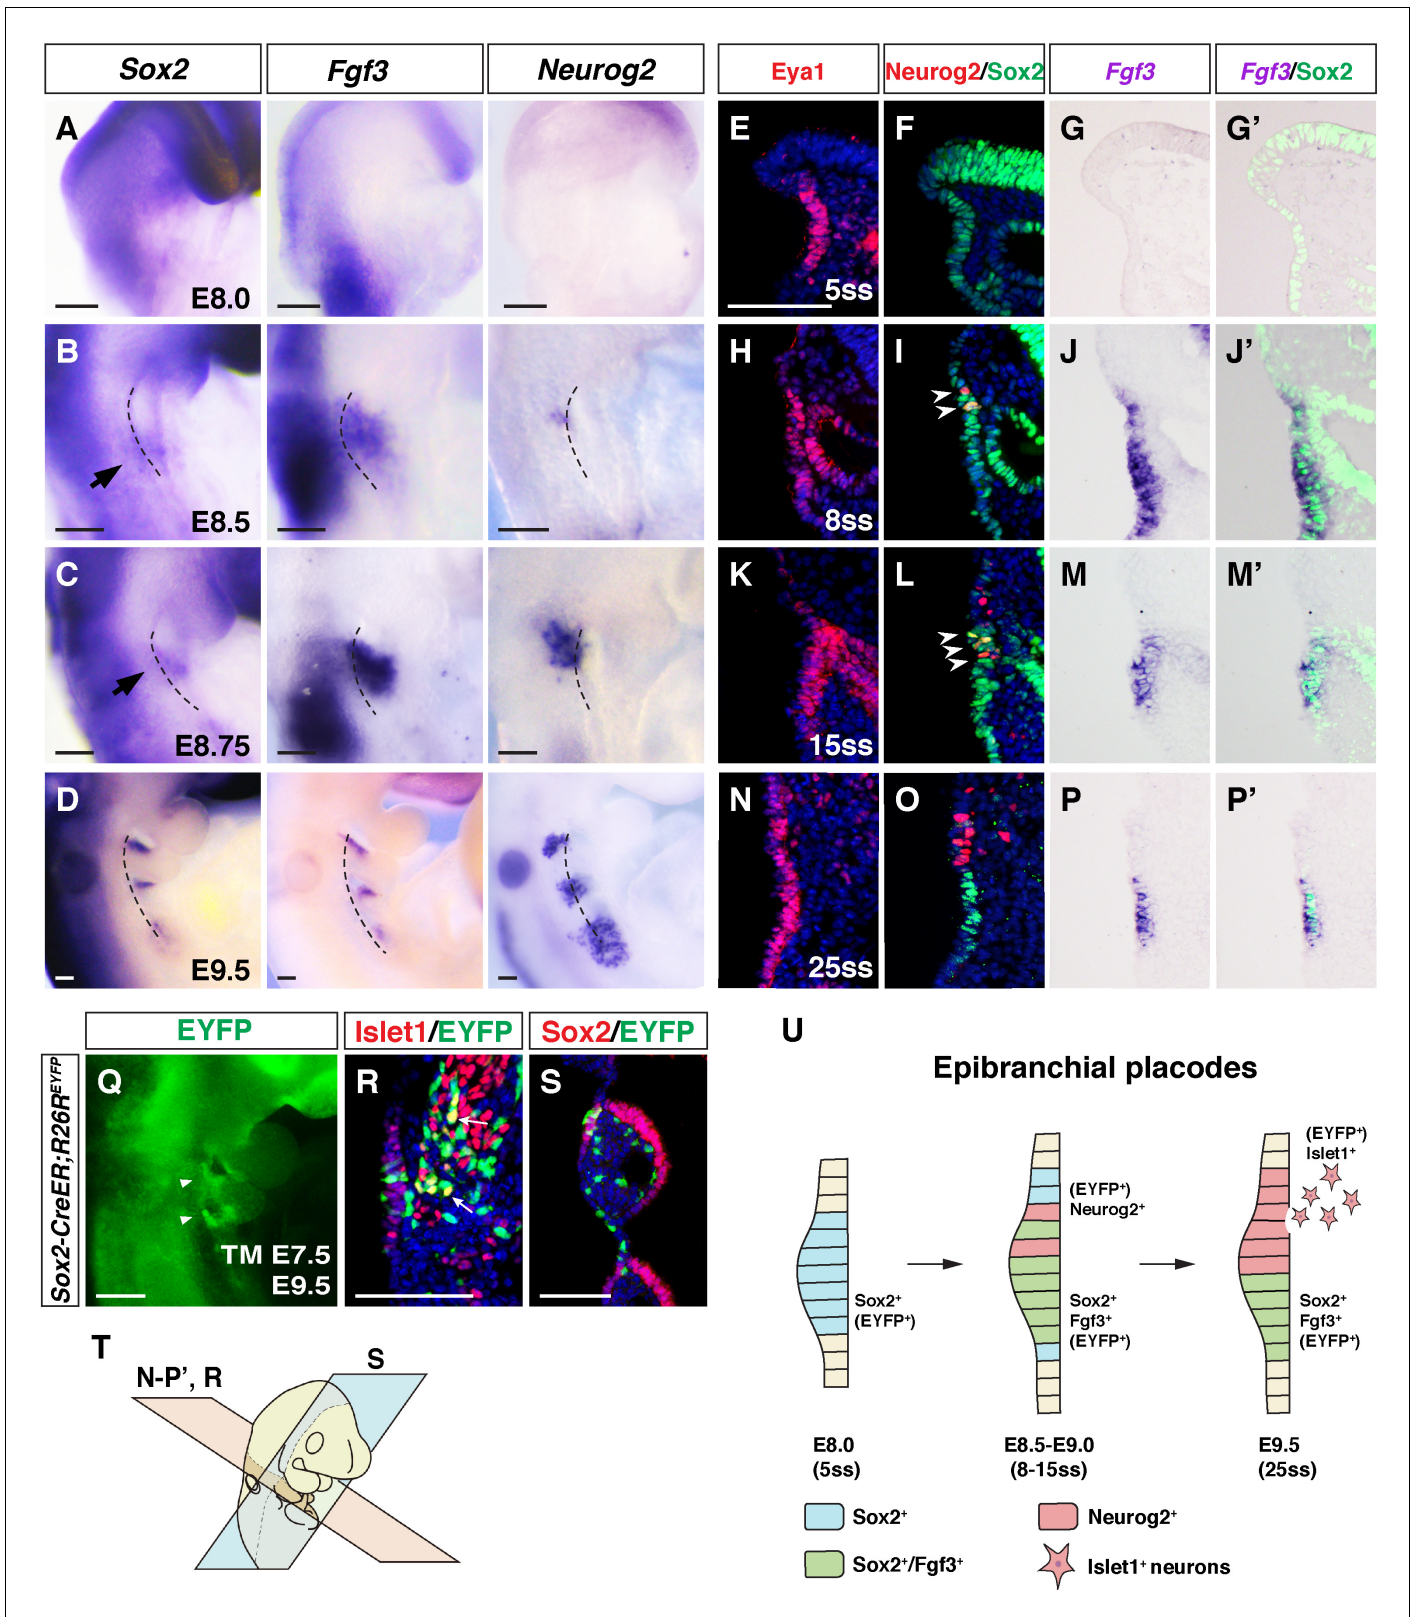 Sox2
Fgf3
Neurog2
Eya1
Neurog2/Sox2
Fgf3
Fgf3/Sox2
A
E8.0
E
5ss
F
G
G’
B
E8.5
H
8ss
I
J
J’
C
E8.75
K
15ss
L
M
M’
D
E9.5
N
25ss
O
P
P’
EYFP
Islet1/EYFP
Sox2/EYFP
Sox2-CreER;R26R^EYFP
Q
TM E7.5
E9.5
R
S
T
N-P’, R
S
U
Epibranchial placodes
Sox2⁺
(EYFP⁺)
(EYFP⁺)
Neurog2⁺
Sox2⁺
Fgf3⁺
(EYFP⁺)
(EYFP⁺)
Islet1⁺
Sox2⁺
Fgf3⁺
(EYFP⁺)
E8.0
(5ss)
E8.5-E9.0
(8-15ss)
E9.5
(25ss)
Sox2⁺
Neurog2⁺
Sox2⁺/Fgf3⁺
Islet1⁺ neurons